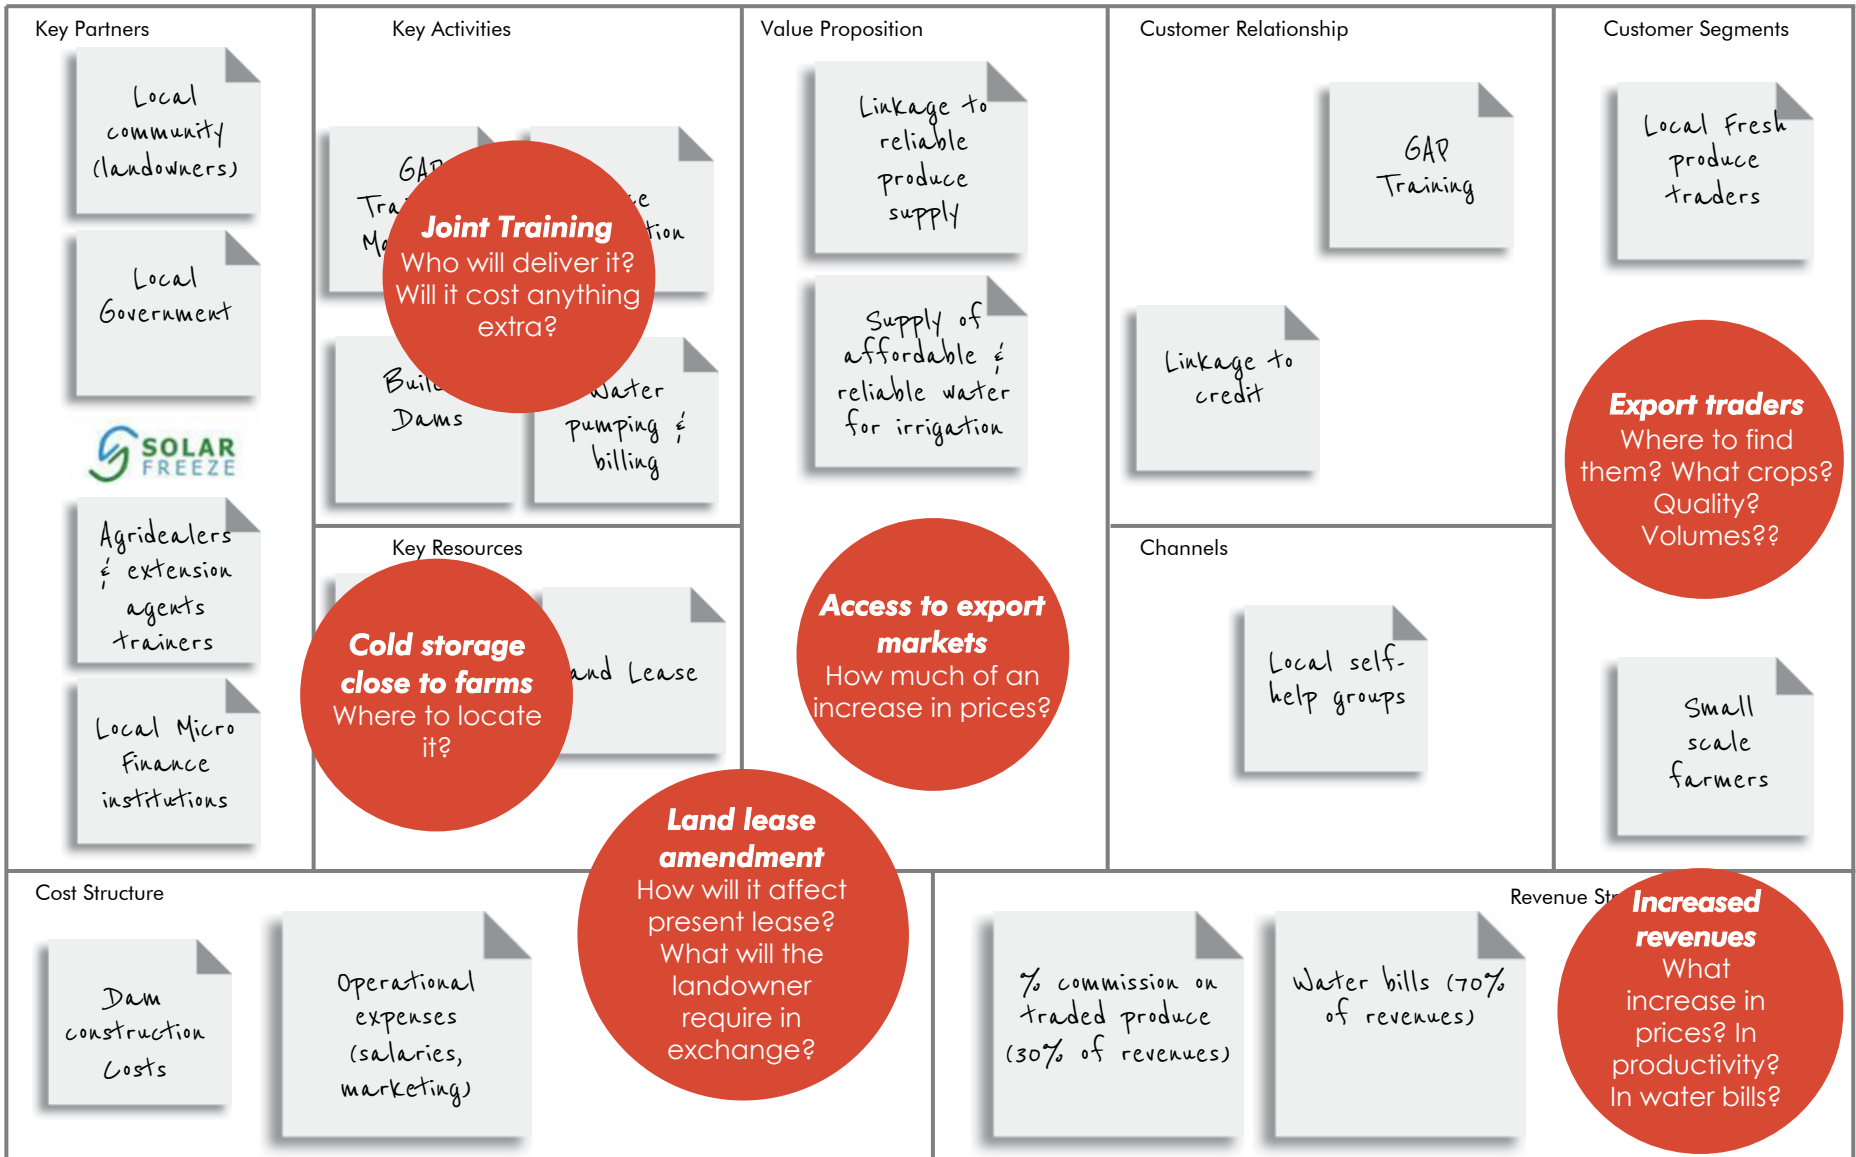 Key Partners
Local
community
(landowners)
Local
Government
SOLAR
FREEZE
Agridealers
& extension
agents
trainers
Local Micro
Finance
institutions
Key Activities
Joint Training
Who will deliver it?
Will it cost anything
extra?
Dams
Water
pumping &
billing
Key Resources
Cold storage
close to farms
Where to locate
it?
Lease
Value Proposition
Linkage to
reliable
produce
supply
Supply of
affordable &
reliable water
for irrigation
Access to export
markets
How much of an
increase in prices?
Customer Relationship
GAP
Training
Linkage to
credit
Channels
Local self-
help groups
Customer Segments
Local Fresh
produce
traders
Export traders
Where to find
them? What crops?
Quality?
Volumes??
Small
scale
farmers
Cost Structure
Dam
construction
Costs
Operational
expenses
(salaries,
marketing)
Land lease
amendment
How will it affect
present lease?
What will the
landowner
require in
exchange?
Revenue
% commission on
traded produce
(30% of revenues)
Water bills (70%
of revenues)
Increased
revenues
What
increase in
prices? In
productivity?
In water bills?